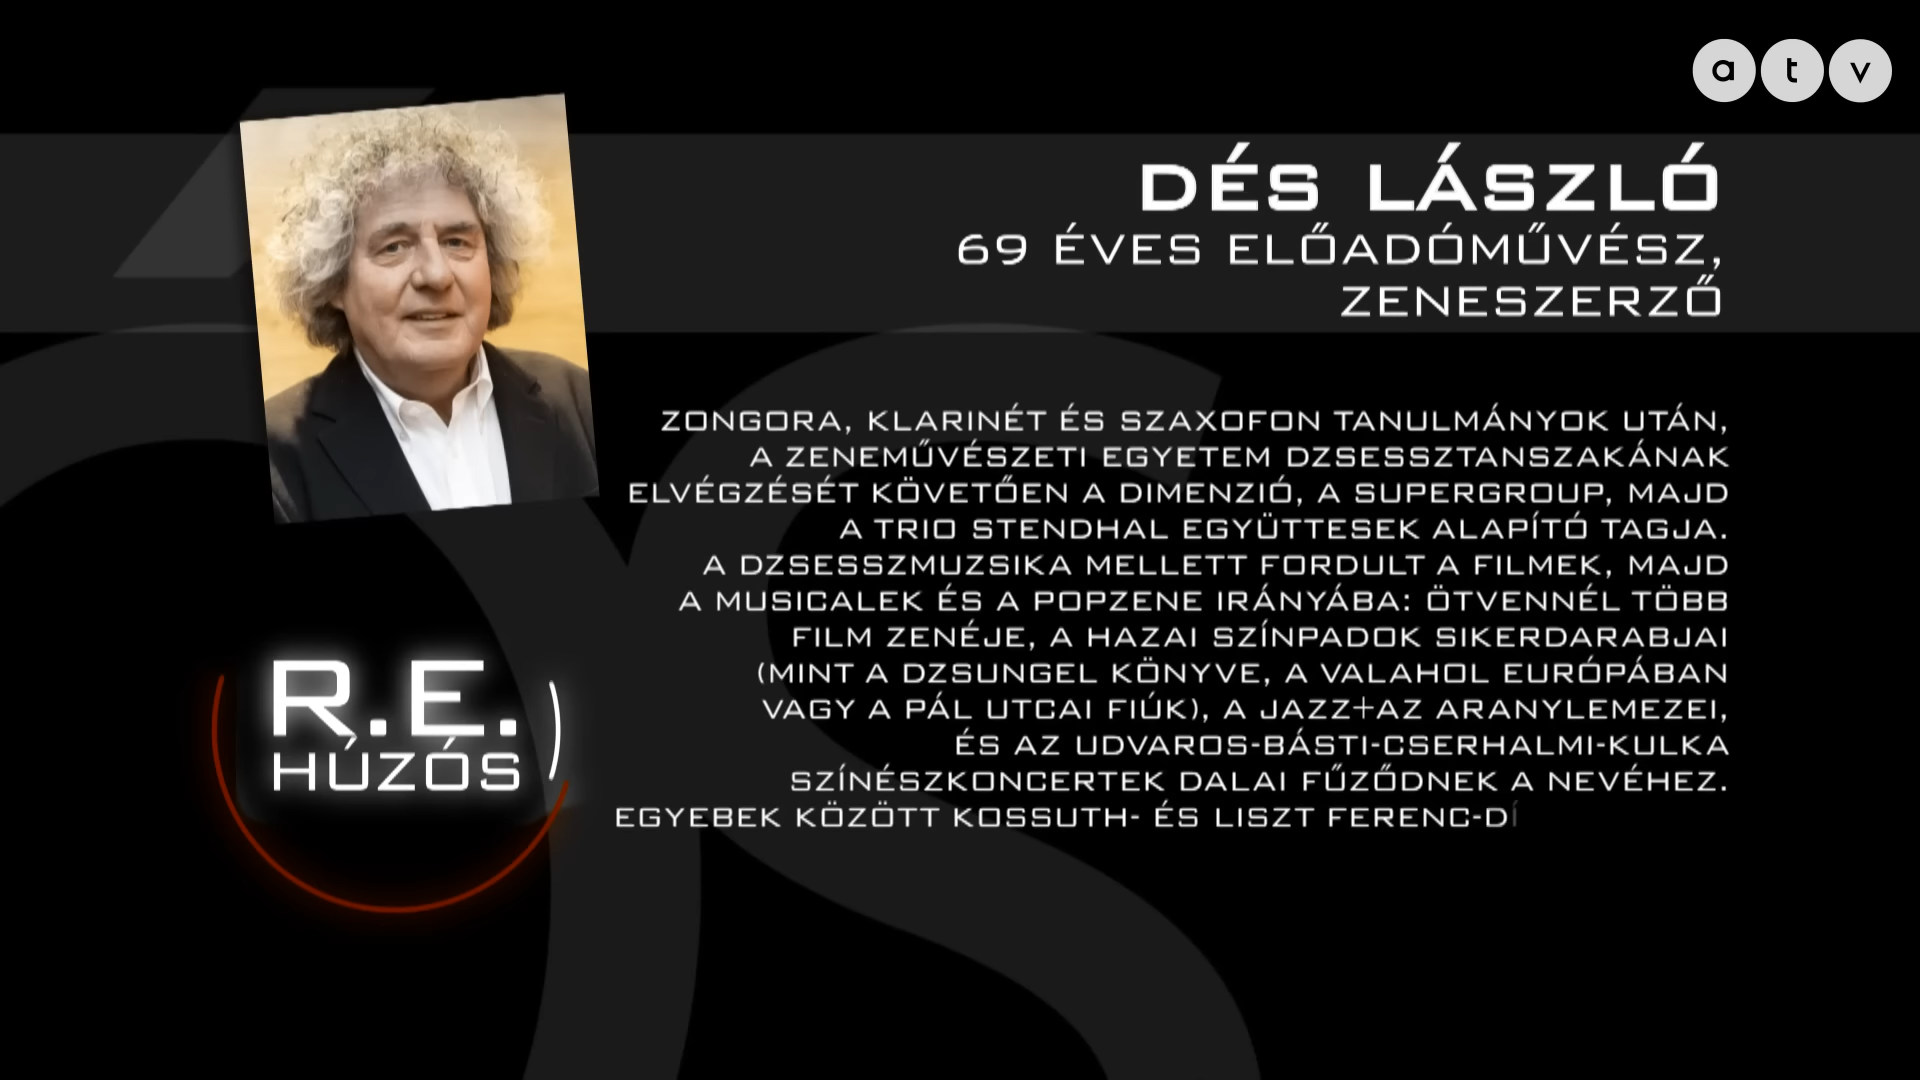 atv
DÉS LÁSZLÓ
69 ÉVES ELŐADÓMŰVÉSZ,
ZENESZERZŐ
ZONGORA, KLARINÉT ÉS SZAXOFON TANULMÁNYOK UTÁN,
A ZENEMŰVÉSZETI EGYETEM DZSESSZTANSZAKÁNAK
ELVÉGZÉSÉT KÖVETŐEN A DIMENZIÓ, A SUPERGROUP, MAJD
A TRIO STENDHAL EGYÜTTESEK ALAPÍTÓ TAGJA.
A DZSESSZMUZSIKA MELLETT FORDULT A FILMEK, MAJD
A MUSICALEK ÉS A POPZENE IRÁNYÁBA: ÖTVENNÉL TÖBB
FILM ZENÉJE, A HAZAI SZÍNPADOK SIKERDARABJAI
(MINT A DZSUNGEL KÖNYVE, A VALAHOL EURÓPÁBAN
VAGY A PÁL UTCAI FIÚK), A JAZZ+AZ ARANYLEMEZEI,
ÉS AZ UDVAROS-BÁSTI-CSERHALMI-KULKA
SZÍNÉSZKONCERTEK DALAI FŰZŐDNEK A NEVÉHEZ.
EGYEBEK KÖZÖTT KOSSUTH- ÉS LISZT FERENC-DÍ
R.E.
HÚZÓS